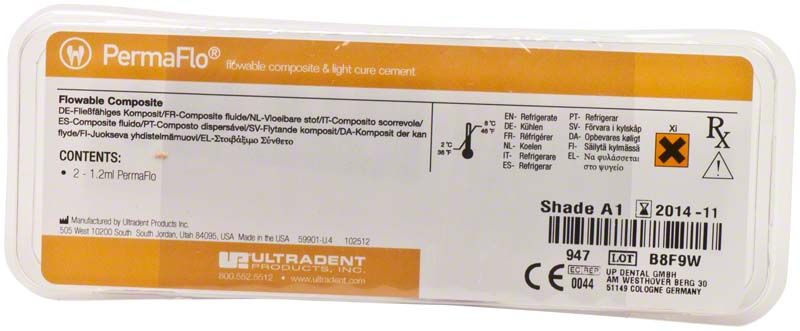 PermaFlo®
flowable composite & light cure cement
Flowable Composite
DE-Fließfähiges Komposit/FR-Composite fluide/NL-Vloeibare stof/IT-Composito scorrevole/
ES-Composite fluido/PT-Composto dispersável/SV-Flytande komposit/DA-Komposit der kan
flyde/FI-Juokseva yhdistelmämuovi/EL-Στοιβάζιμο Σύνθετο
CONTENTS:
• 2 - 1.2ml PermaFlo
8°C
46°F
2°C
36°F
EN- Refrigerate
DE- Kühlen
FR- Réfrigérer
NL- Koelen
IT- Refrigerare
ES- Refrigerar
PT- Refrigerar
SV- Förvara i kylskåp
DA- Opbevares køligt
FI- Säilytä kylmässä
EL- Να φυλάσσεται
στο ψυγείο
Xi
Rx
Shade A1 2014-11
947 LOT B8F9W
CE 0044 EC REP
UP DENTAL GMBH
AM WESTHOVER BERG 30
51149 COLOGNE GERMANY
Manufactured by Ultradent Products Inc.
505 West 10200 South South Jordan, Utah 84095, USA Made in the USA 59901-U.4 102512
UP ULTRADENT
PRODUCTS, INC.
800.552.5512 • www.ultradent.com